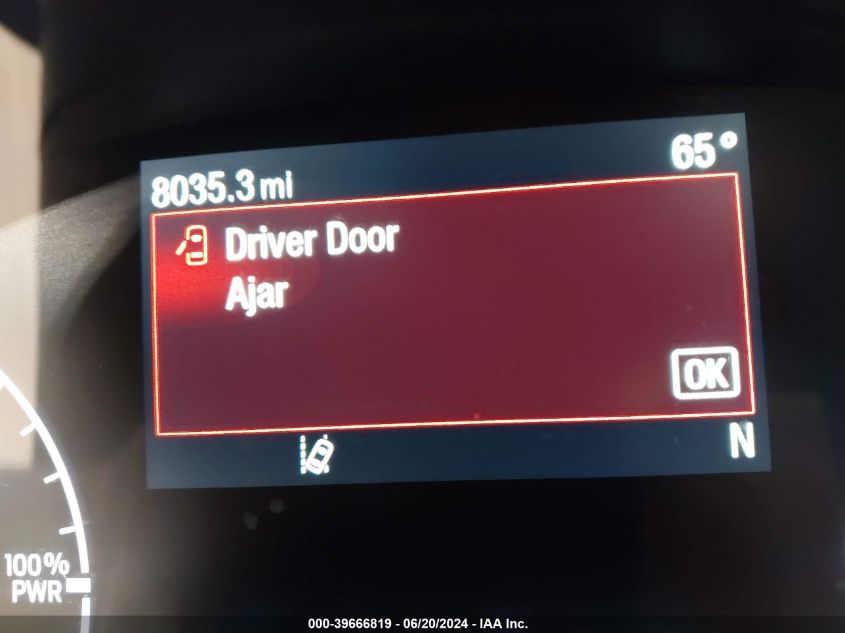 65°
8035.3 mi
Driver Door
Ajar
OK
N
100%
PWR
000-39666819 - 06/20/2024 - IAA Inc.